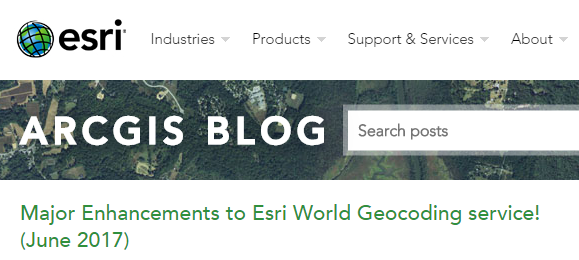 esri Industries Products Support & Services About
ARCGIS BLOG Search posts
Major Enhancements to Esri World Geocoding service!
(June 2017)